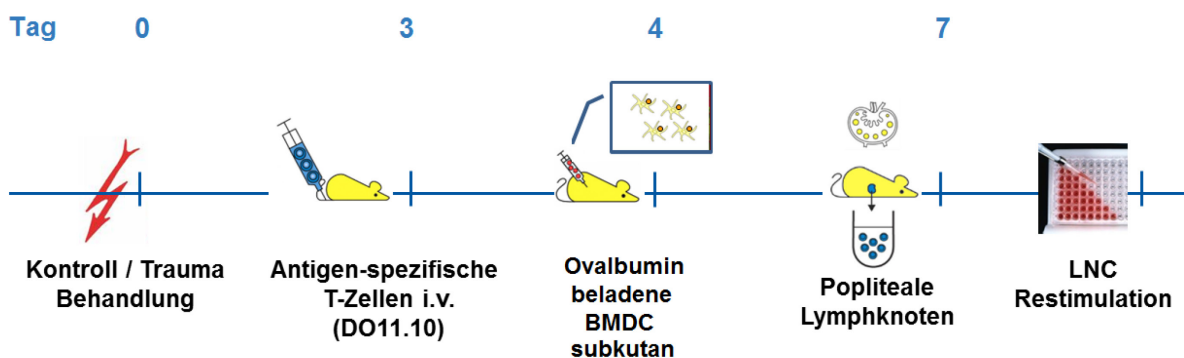 Tag 0 3 4 7
Kontroll / Trauma
Behandlung
Antigen-spezifische
T-Zellen i.v.
(DO11.10)
Ovalbumin
beladene
BMDC
subkutan
Popliteale
Lymphknoten
LNC
Restimulation